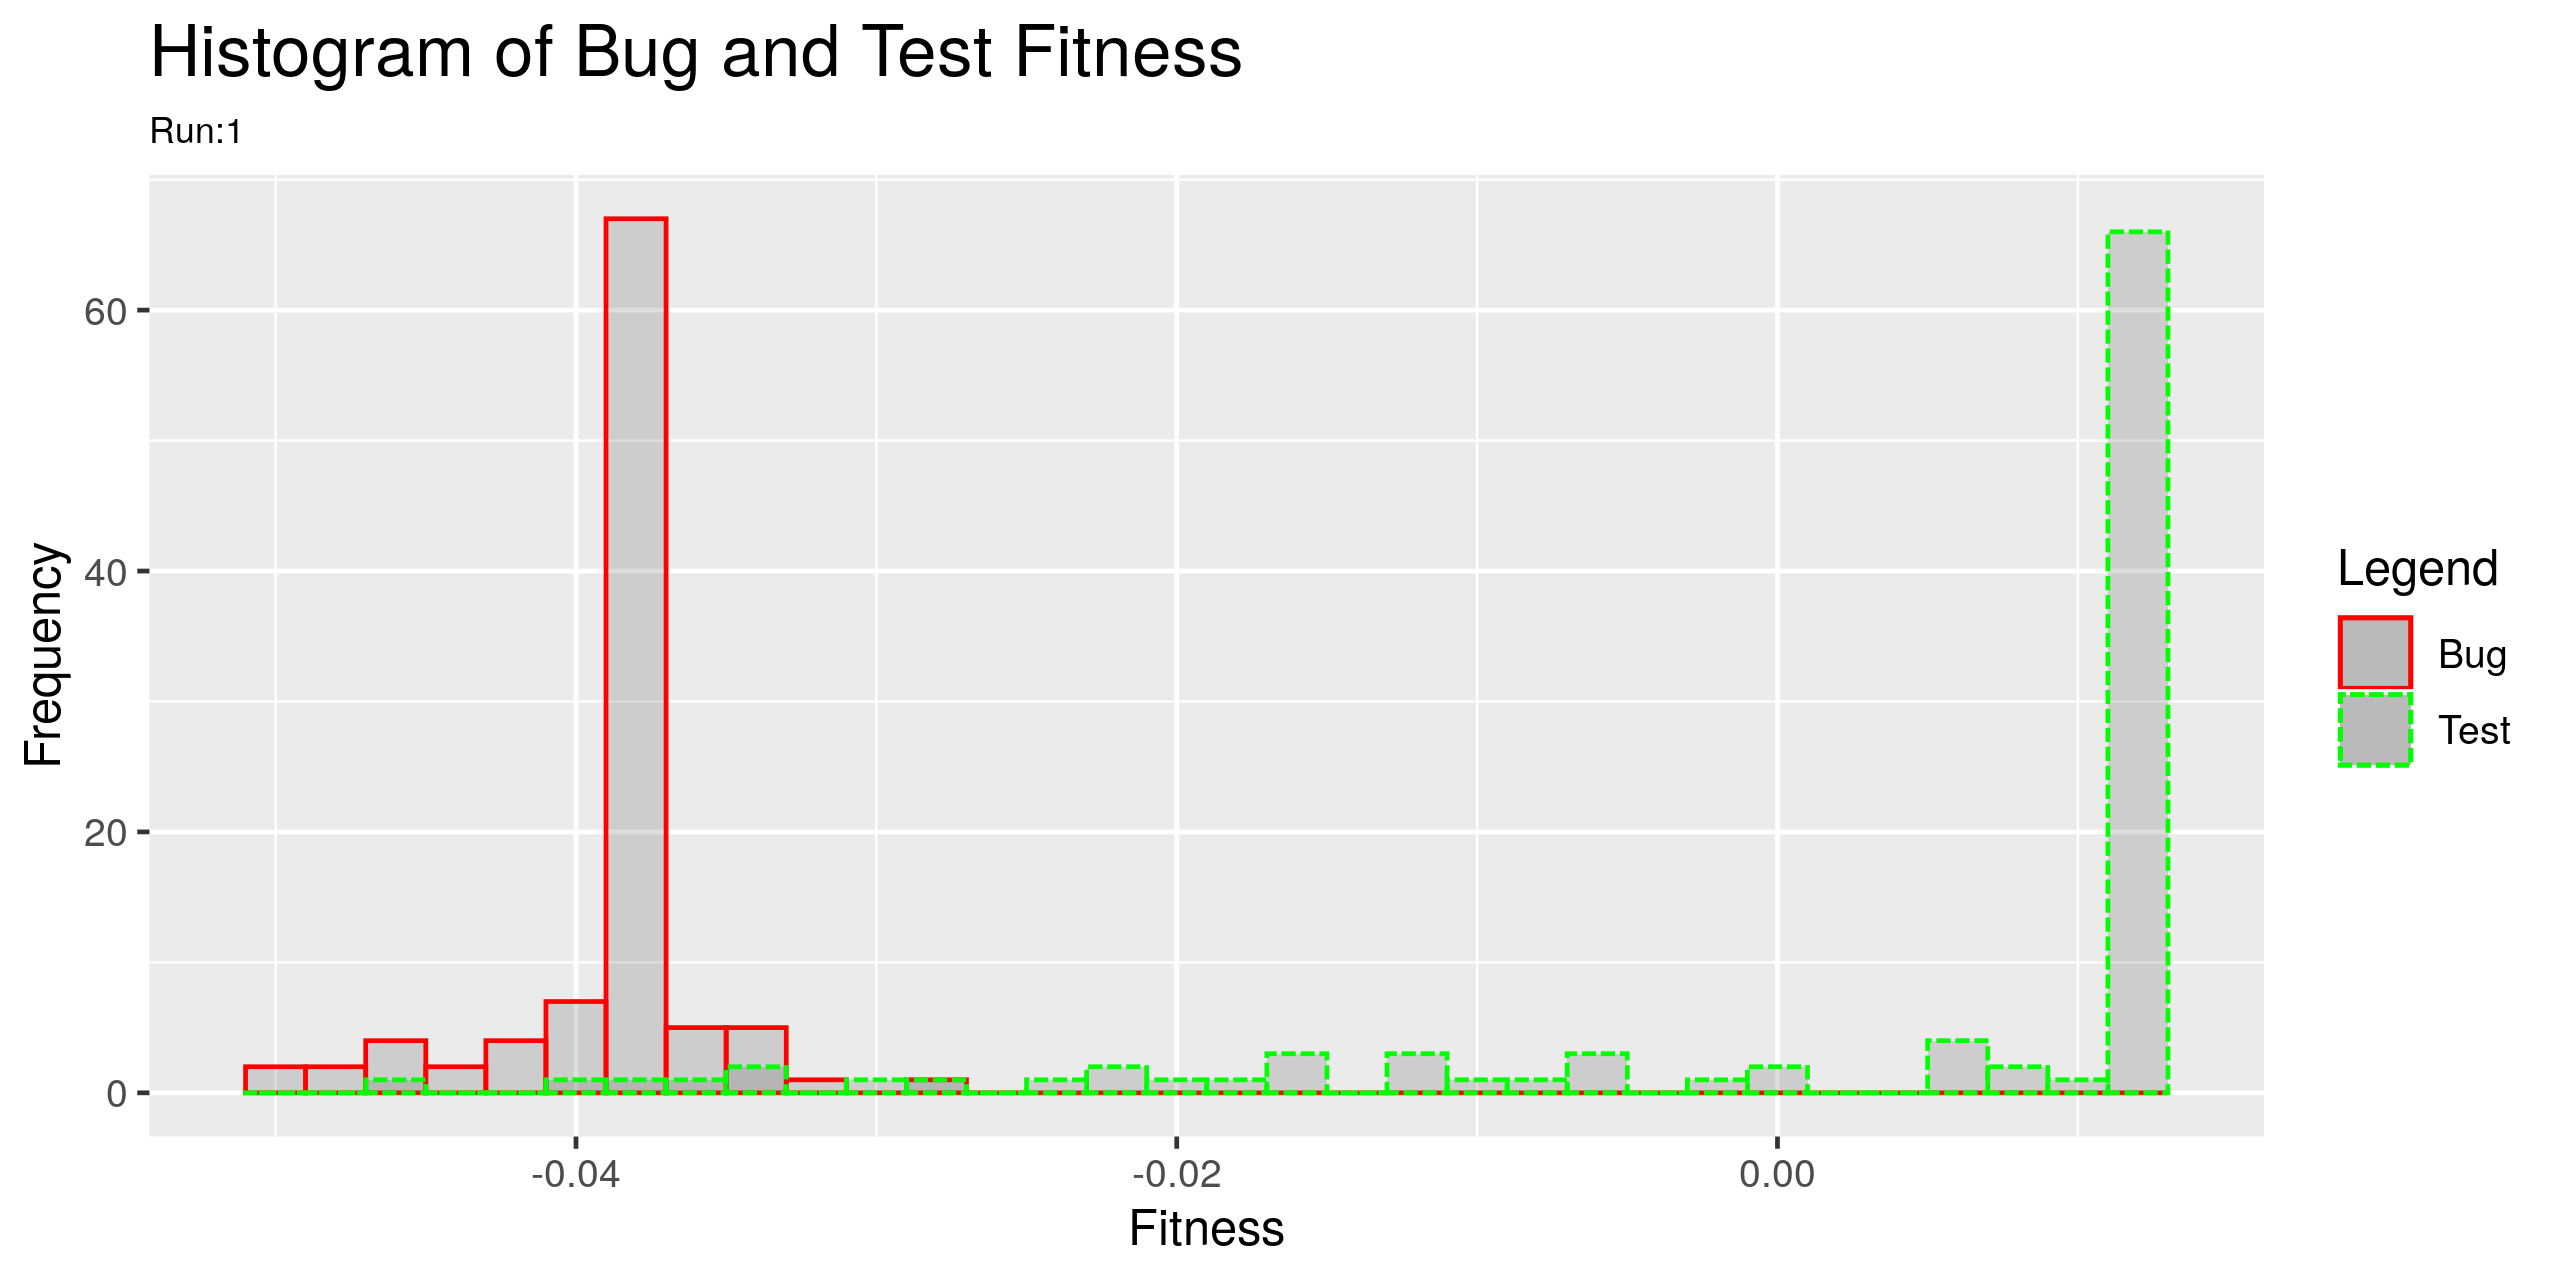 Histogram of Bug and Test Fitness
Run:1
60
40
20
0
Frequency
-0.04
-0.02
0.00
Fitness
Legend
Bug
Test